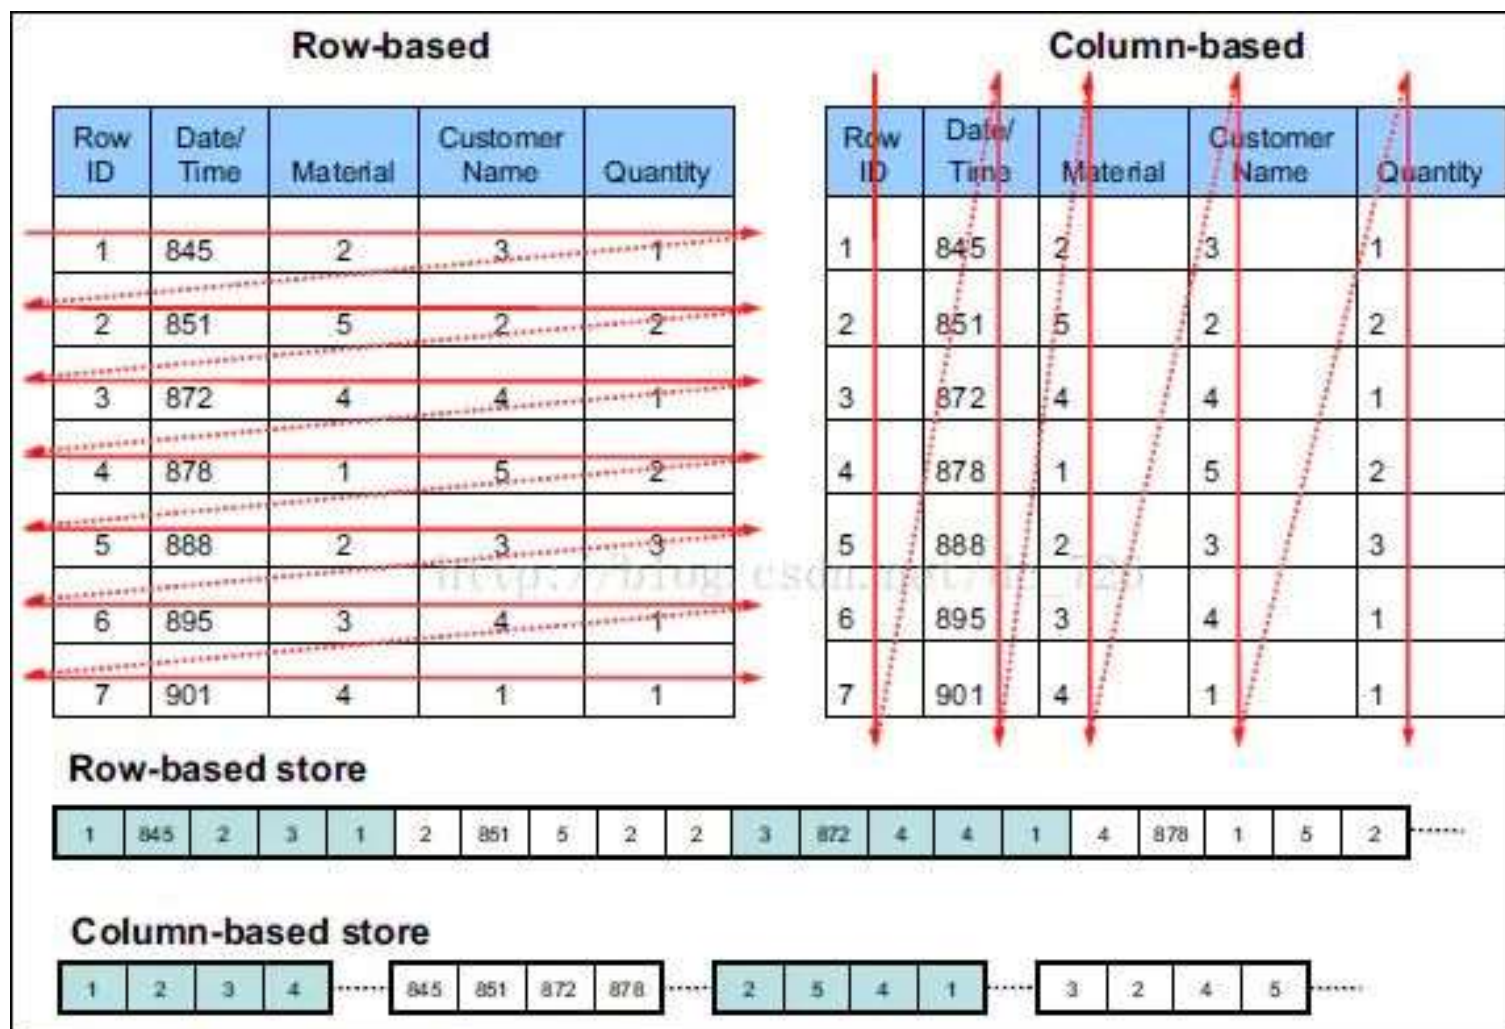 Row-based
Column-based
Row ID Date/ Time Material Customer Name Quantity
1 845 2 3 1
2 851 5 2 2
3 872 4 4 1
4 878 1 5 2
5 888 2 3 3
6 895 3 4 1
7 901 4 1 1
Row ID Date/ Time Material Customer Name Quantity
1 845 2 3 1
2 851 5 2 2
3 872 4 4 1
4 878 1 5 2
5 888 2 3 3
6 895 3 4 1
7 901 4 1 1
Row-based store
1 845 2 3 1 2 851 5 2 2 3 872 4 4 1 4 878 1 5 2
Column-based store
1 2 3 4 845 851 872 878 2 5 4 1 3 2 4 5